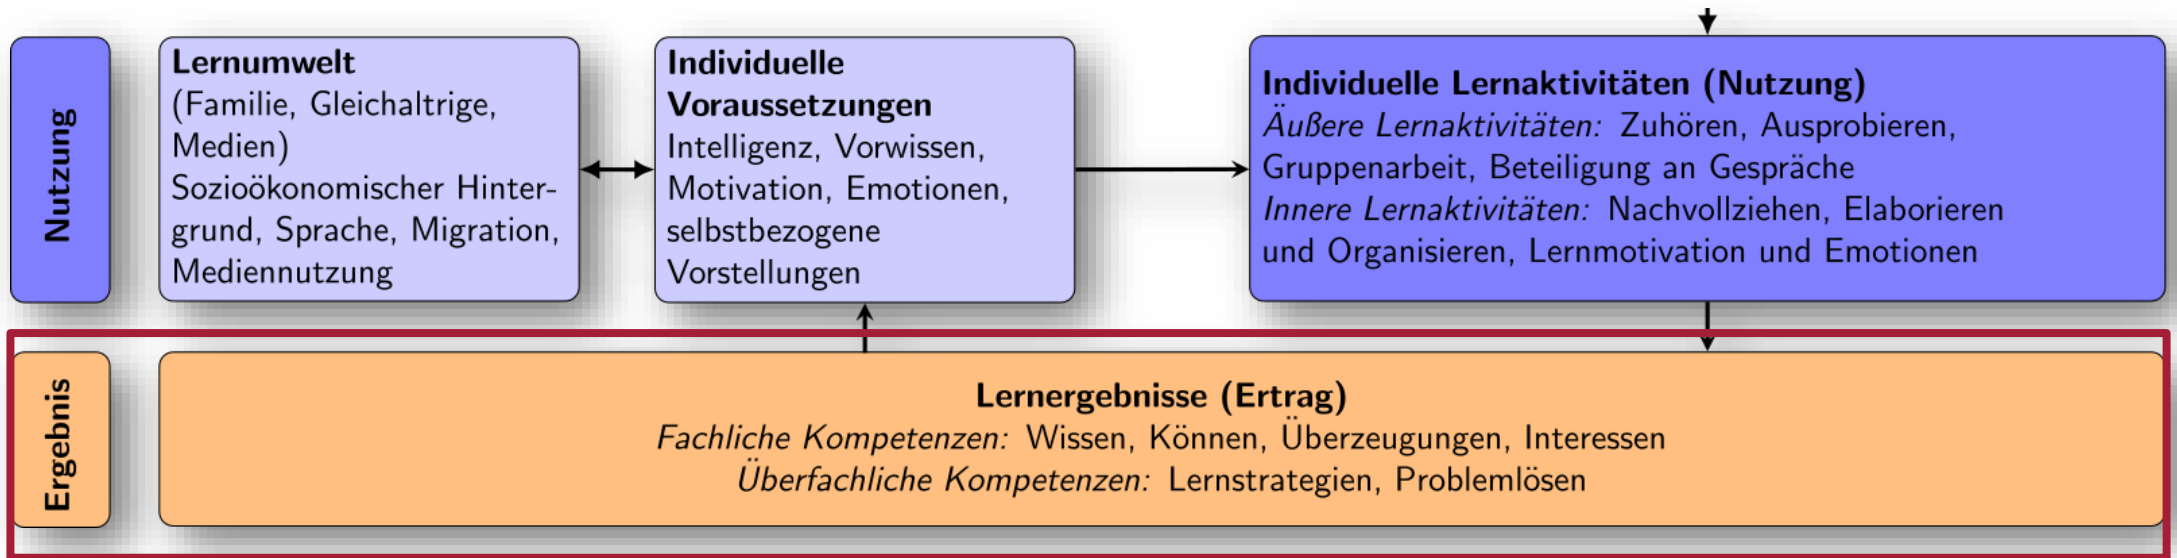 Nutzung
Lernumwelt
(Familie, Gleichaltrige,
Medien)
Sozioökonomischer Hinter-
grund, Sprache, Migration,
Mediennutzung
Individuelle
Voraussetzungen
Intelligenz, Vorwissen,
Motivation, Emotionen,
selbstbezogene
Vorstellungen
Individuelle Lernaktivitäten (Nutzung)
Äußere Lernaktivitäten: Zuhören, Ausprobieren,
Gruppenarbeit, Beteiligung an Gespräche
Innere Lernaktivitäten: Nachvollziehen, Elaborieren
und Organisieren, Lernmotivation und Emotionen
Ergebnis
Lernergebnisse (Ertrag)
Fachliche Kompetenzen: Wissen, Können, Überzeugungen, Interessen
Überfachliche Kompetenzen: Lernstrategien, Problemlösen